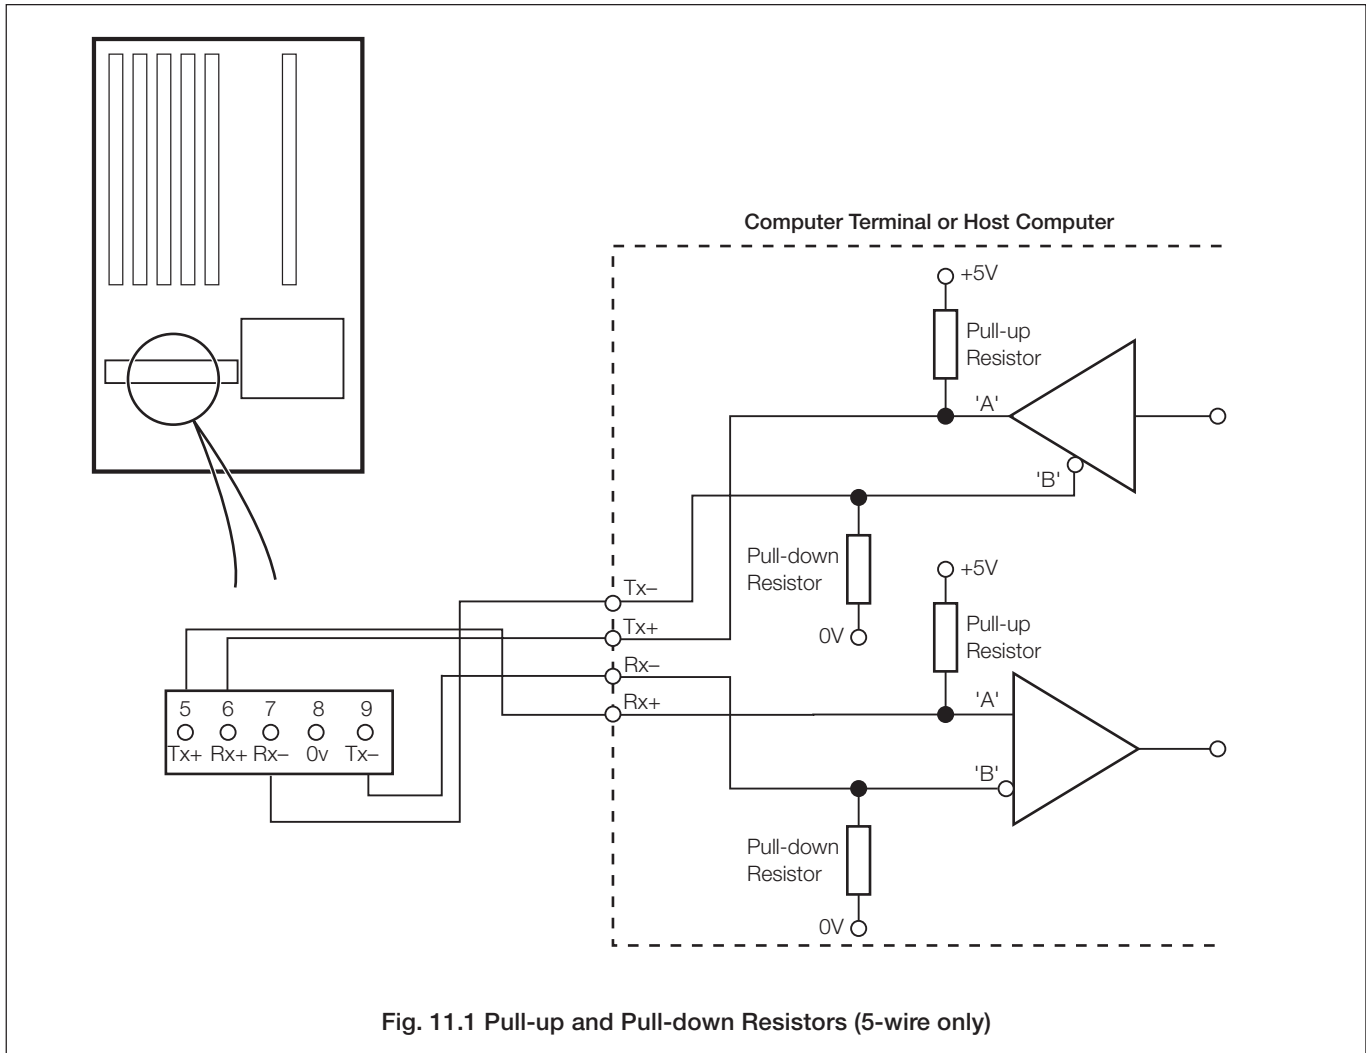 Computer Terminal or Host Computer
+5V
Pull-up
Resistor
'A'
'B'
Pull-down
Resistor
0V
+5V
Pull-up
Resistor
Tx–
Tx+
Rx–
Rx+
'A'
'B'
5 6 7 8 9
Tx+ Rx+ Rx– 0v Tx–
Pull-down
Resistor
0V
Fig. 11.1 Pull-up and Pull-down Resistors (5-wire only)